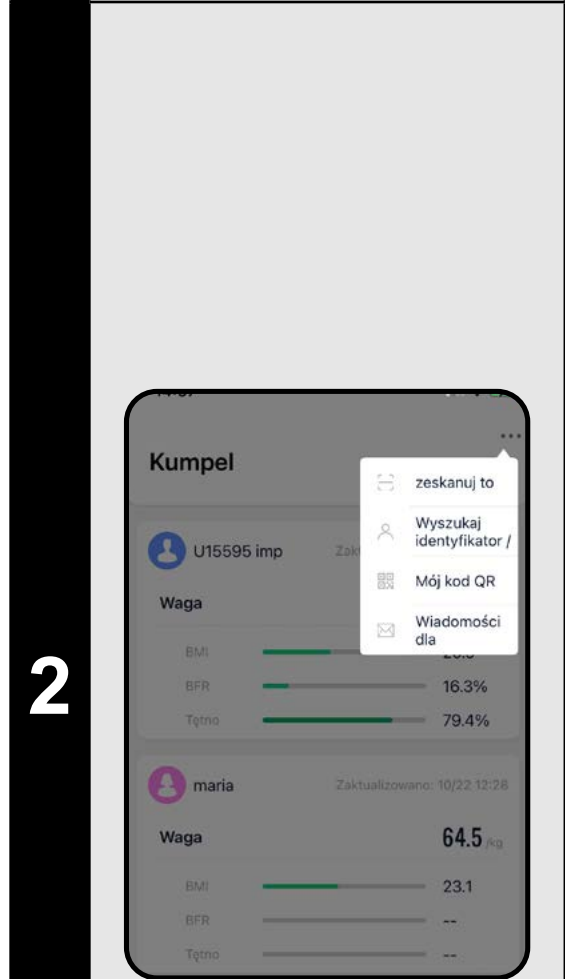 Kumpel
zeskanuj to
Wyszukaj
identyfikator /
Mój kod QR
Wiadomości
dla
U15595 imp
Waga
BMI
BFR 16.3%
Tętno 79.4%
2
maria Zaktualizowano: 10/22 12:28
Waga 64.5 /kg
BMI 23.1
BFR --
Tętno --